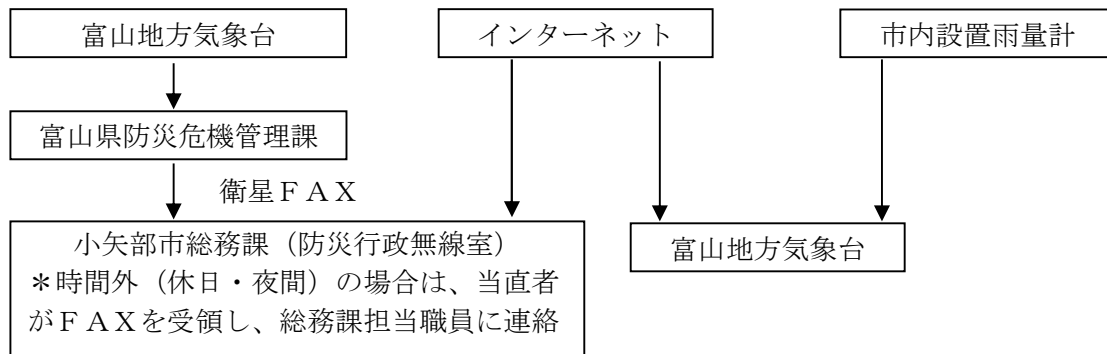 富山地方気象台
インターネット
市内設置雨量計
富山県防災危機管理課
衛星ＦＡＸ
小矢部市総務課（防災行政無線室）
＊時間外（休日・夜間）の場合は、当直者
がＦＡＸを受領し、総務課担当職員に連絡
富山地方気象台